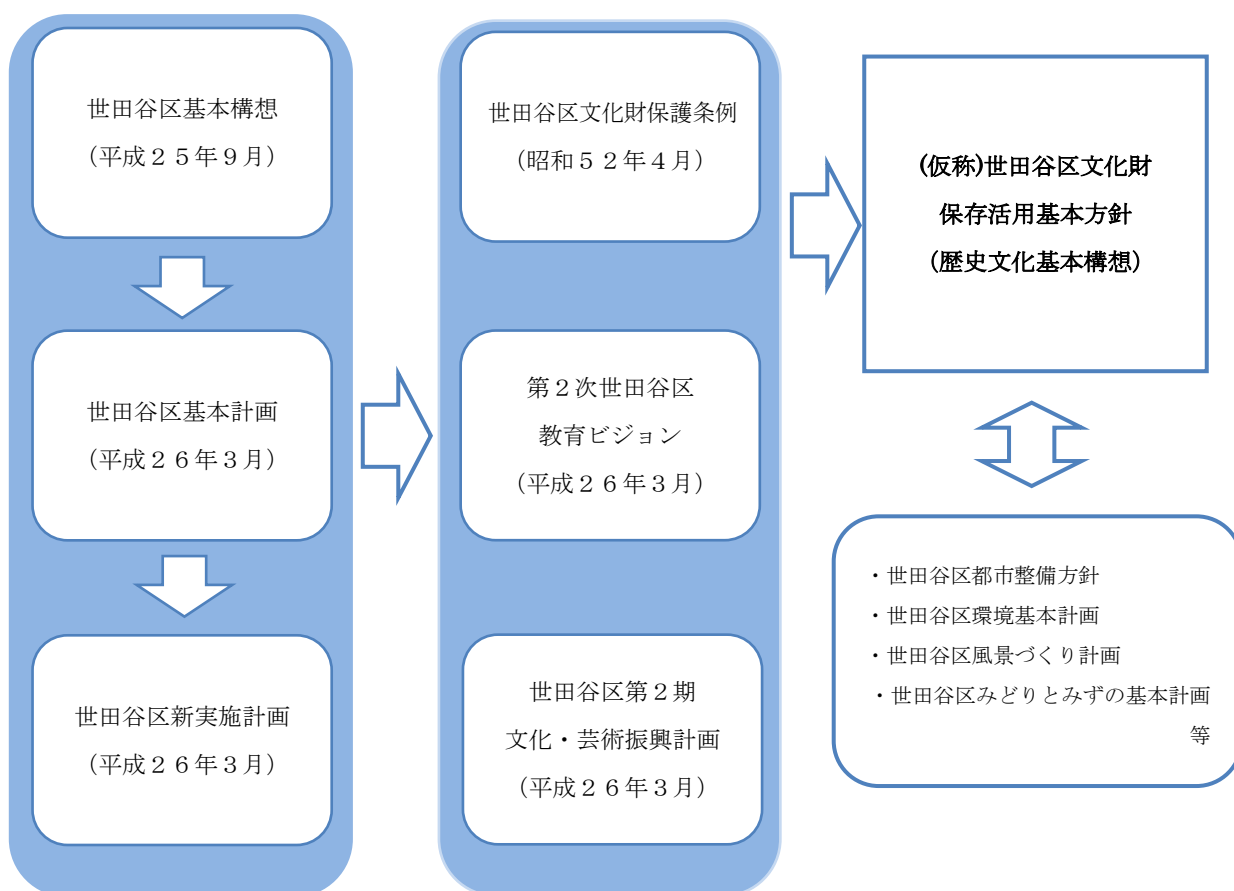 世田谷区基本構想
（平成２５年９月）
世田谷区基本計画
（平成２６年３月）
世田谷区新実施計画
（平成２６年３月）
世田谷区文化財保護条例
（昭和５２年４月）
第２次世田谷区
教育ビジョン
（平成２６年３月）
世田谷区第２期
文化・芸術振興計画
（平成２６年３月）
(仮称)世田谷区文化財
保存活用基本方針
(歴史文化基本構想)
・世田谷区都市整備方針
・世田谷区環境基本計画
・世田谷区風景づくり計画
・世田谷区みどりとみずの基本計画
等